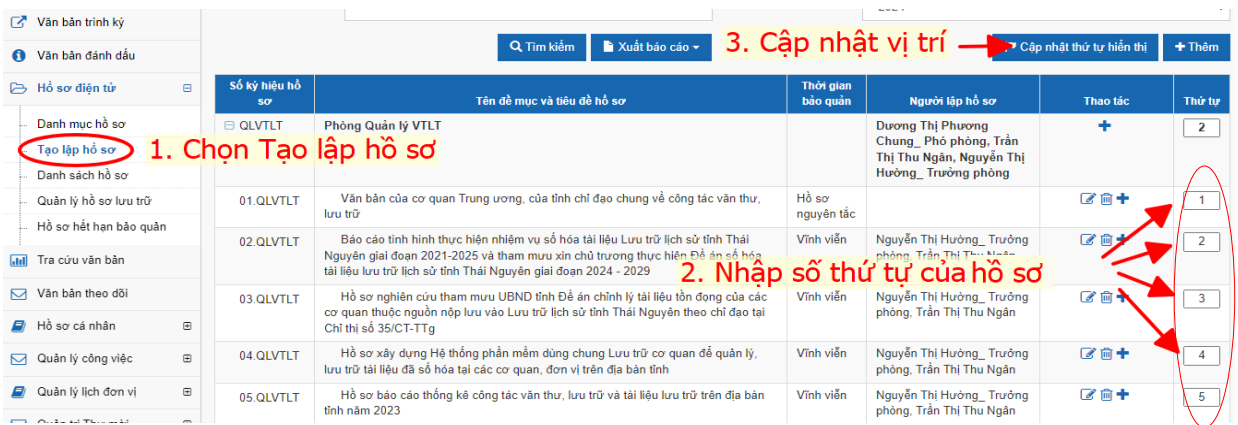 Văn bản trình ký
Văn bản đánh dấu
Hồ sơ điện tử
Danh mục hồ sơ
Tạo lập hồ sơ
Danh sách hồ sơ
Quản lý hồ sơ lưu trữ
Hồ sơ hết hạn bảo quản
Tra cứu văn bản
Văn bản theo dõi
Hồ sơ cá nhân
Quản lý công việc
Quản lý lịch đơn vị
1. Chọn Tạo lập hồ sơ
Tìm kiếm
Xuất báo cáo
3. Cập nhật vị trí
nhật thứ tự hiển thị
Thêm
Số ký hiệu hồ sơ
Tên đề mục và tiêu đề hồ sơ
Thời gian bảo quản
Người lập hồ sơ
Thao tác
Thứ tự
QLVTLT
Phòng Quản lý VTLT
Dương Thị Phương
Chung_ Phó phòng, Trần
Thị Thu Ngân, Nguyễn Thị
Hường_ Trưởng phòng
2
01.QLVTLT
Văn bản của cơ quan Trung ương, của tỉnh chỉ đạo chung về công tác văn thư,
lưu trữ
Hồ sơ
nguyên tắc
1
02.QLVTLT
Báo cáo tình hình thực hiện nhiệm vụ số hóa tài liệu Lưu trữ lịch sử tỉnh Thái
Nguyên giai đoạn 2021-2025 và tham mưu xin chủ trương thực hiện Đề án số hóa
tài liệu lưu trữ lịch sử tỉnh Thái Nguyên giai đoạn 2024 - 2029
Vĩnh viễn
Nguyễn Thị Hường_ Trưởng
phòng, Trần Thị Thu Ngân
2
2. Nhập số thứ tự của hồ sơ
03.QLVTLT
Hồ sơ nghiên cứu tham mưu UBND tỉnh Đề án chỉnh lý tài liệu tồn đọng của các
cơ quan thuộc nguồn nộp lưu vào Lưu trữ lịch sử tỉnh Thái Nguyên theo chỉ đạo tại
Chỉ thị số 35/CT-TTg
Vĩnh viễn
Nguyễn Thị Hường_ Trưởng
phòng, Trần Thị Thu Ngân
3
04.QLVTLT
Hồ sơ xây dựng Hệ thống phần mềm dùng chung Lưu trữ cơ quan để quản lý,
lưu trữ tài liệu đã số hóa tại các cơ quan, đơn vị trên địa bàn tỉnh
Vĩnh viễn
Nguyễn Thị Hường_ Trưởng
phòng, Trần Thị Thu Ngân
4
05.QLVTLT
Hồ sơ báo cáo thống kê công tác văn thư, lưu trữ và tài liệu lưu trữ trên địa bàn
tỉnh năm 2023
Vĩnh viễn
Nguyễn Thị Hường_ Trưởng
phòng, Trần Thị Thu Ngân
5